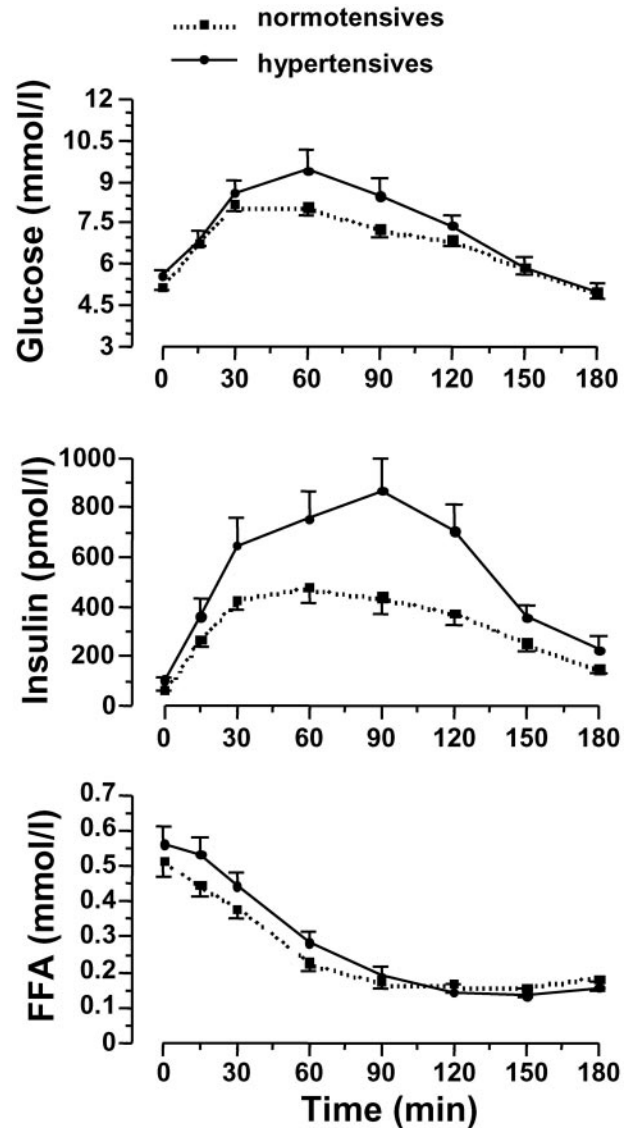 normotensives
hypertensives
Glucose (mmol/l)
12
10.5
9
7.5
6
4.5
3
0 30 60 90 120 150 180
Insulin (pmol/l)
1000
800
600
400
200
0
0 30 60 90 120 150 180
FFA (mmol/l)
0.7
0.6
0.5
0.4
0.3
0.2
0.1
0
0 30 60 90 120 150 180
Time (min)